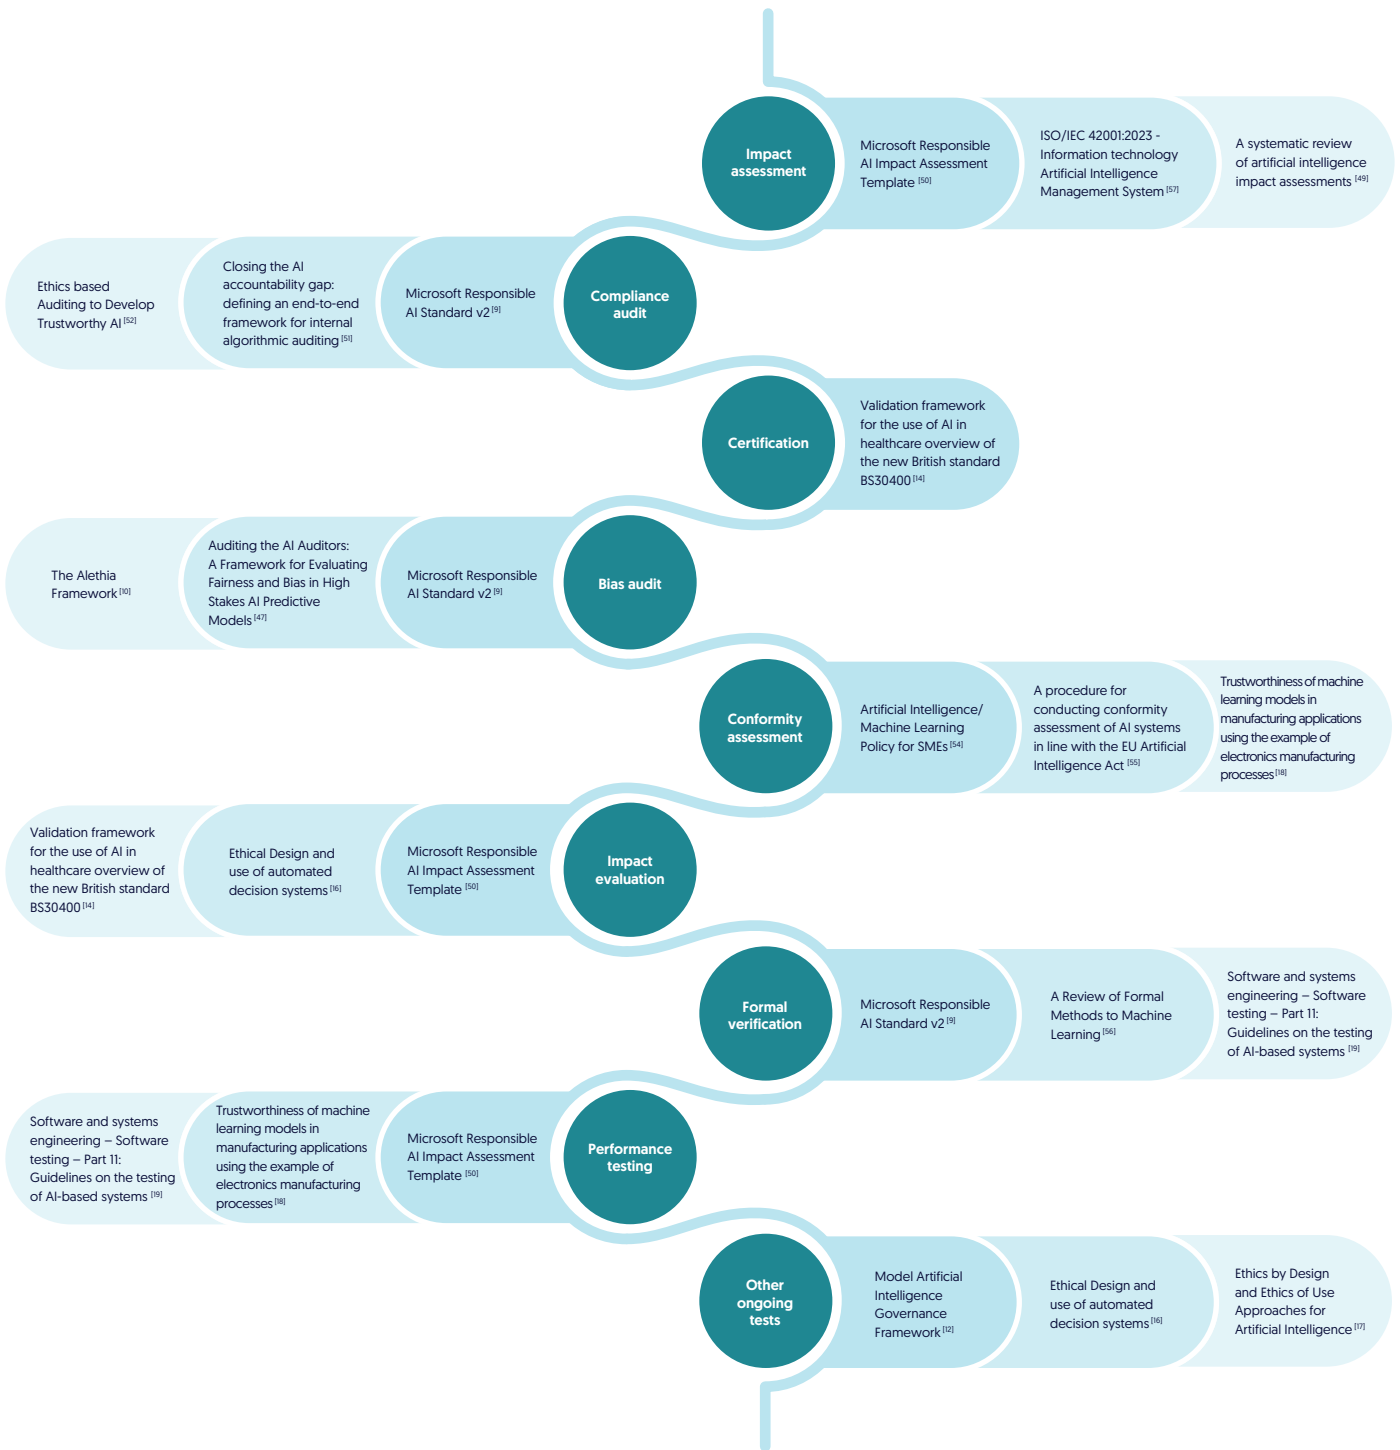 Impact
assessment
Microsoft Responsible
AI Impact Assessment
Template [50]
ISO/IEC 42001:2023 -
Information technology
Artificial Intelligence
Management System [57]
A systematic review
of artificial intelligence
impact assessments [49]
Ethics based
Auditing to Develop
Trustworthy AI [52]
Closing the AI
accountability gap:
defining an end-to-end
framework for internal
algorithmic auditing [51]
Microsoft Responsible
AI Standard v2 [9]
Compliance
audit
Certification
Validation framework
for the use of AI in
healthcare overview of
the new British standard
BS30400 [14]
The Alethia
Framework [10]
Auditing the AI Auditors:
A Framework for Evaluating
Fairness and Bias in High
Stakes AI Predictive
Models [47]
Microsoft Responsible
AI Standard v2 [9]
Bias audit
Conformity
assessment
Artificial Intelligence/
Machine Learning
Policy for SMEs [54]
A procedure for
conducting conformity
assessment of AI systems
in line with the EU Artificial
Intelligence Act [55]
Trustworthiness of machine
learning models in
manufacturing applications
using the example of
electronics manufacturing
processes [18]
Validation framework
for the use of AI in
healthcare overview of
the new British standard
BS30400 [14]
Ethical Design and
use of automated
decision systems [16]
Microsoft Responsible
AI Impact Assessment
Template [50]
Impact
evaluation
Formal
verification
Microsoft Responsible
AI Standard v2 [9]
A Review of Formal
Methods to Machine
Learning [56]
Software and systems
engineering – Software
testing – Part 11:
Guidelines on the testing
of AI-based systems [19]
Software and systems
engineering – Software
testing – Part 11:
Guidelines on the testing
of AI-based systems [19]
Trustworthiness of machine
learning models in
manufacturing applications
using the example of
electronics manufacturing
processes [18]
Microsoft Responsible
AI Impact Assessment
Template [50]
Performance
testing
Other
ongoing
tests
Model Artificial
Intelligence
Governance
Framework [12]
Ethical Design and
use of automated
decision systems [16]
Ethics by Design
and Ethics of Use
Approaches for
Artificial Intelligence [17]